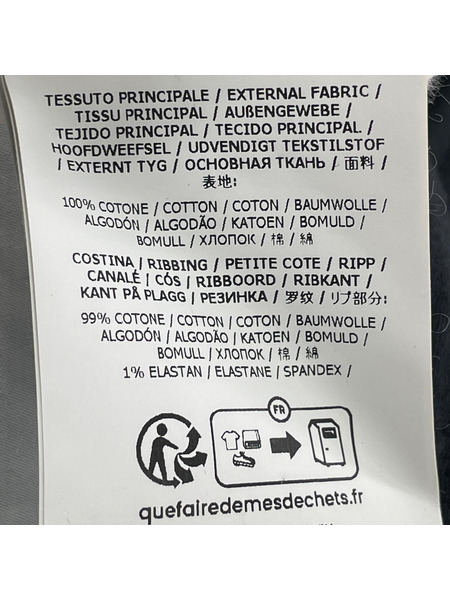 TESSUTO PRINCIPALE / EXTERNAL FABRIC /
TISSU PRINCIPAL / AUßENGEWEBE /
TEJIDO PRINCIPAL / TECIDO PRINCIPAL.
HOOFDWEEFSEL / UDVENDIGT TEKSTILSTOF
/ EXTERNT TYG / ОСНОВНАЯ ТКАНЬ / 面料 /
表地:
100% COTONE / COTTON / COTON / BAUMWOLLE /
ALGODÓN / ALGODÃO / KATOEN / BOMULD /
BOMULL / ХЛОПОК / 棉 / 綿
COSTINA / RIBBING / PETITE COTE / RIPP /
CANALÉ / CÓS / RIBBOORD / RIBKANT /
KANT PÅ PLAGG / РЕЗИНКА / 罗纹 / リブ部分:
99% COTONE / COTTON / COTON / BAUMWOLLE /
ALGODÓN / ALGODÃO / KATOEN / BOMULD /
BOMULL / ХЛОПОК / 棉 / 綿
1% ELASTAN / ELASTANE / SPANDEX /
FR
quefairedemesdechets.fr